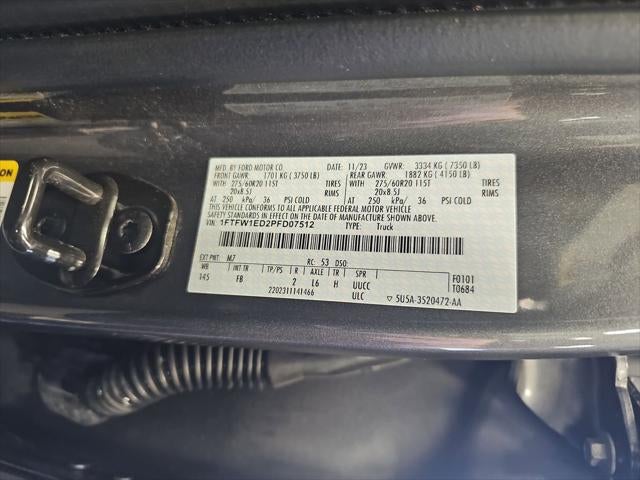 ION
MFD. BY FORD MOTOR CO. DATE: 11/23 GVWR: 3334 KG ( 7350 LB)
FRONT GAWR: 1701 KG ( 3750 LB) REAR GAWR: 1882 KG ( 4150 LB)
WITH 275/60R20 115T TIRES WITH 275/60R20 115T TIRES
20x8.5J RIMS 20x8.5J RIMS
AT 250 kPa/ 36 PSI COLD AT 250 kPa/ 36 PSI COLD
THIS VEHICLE CONFORMS TO ALL APPLICABLE FEDERAL MOTOR VEHICLE
SAFETY STANDARDS IN EFFECT ON THE DATE OF MANUFACTURE SHOWN ABOVE.
VIN: 1FTFW1ED2PFD07512 TYPE: Truck
EXT PNT: M7 RC: 53 DSO: F0101
WB INT TR TP/PS R AXLE TR SPR T0684
145 FB 2 L6 H UUCC
2202311141466 ULC 5U5A-3520472-AA